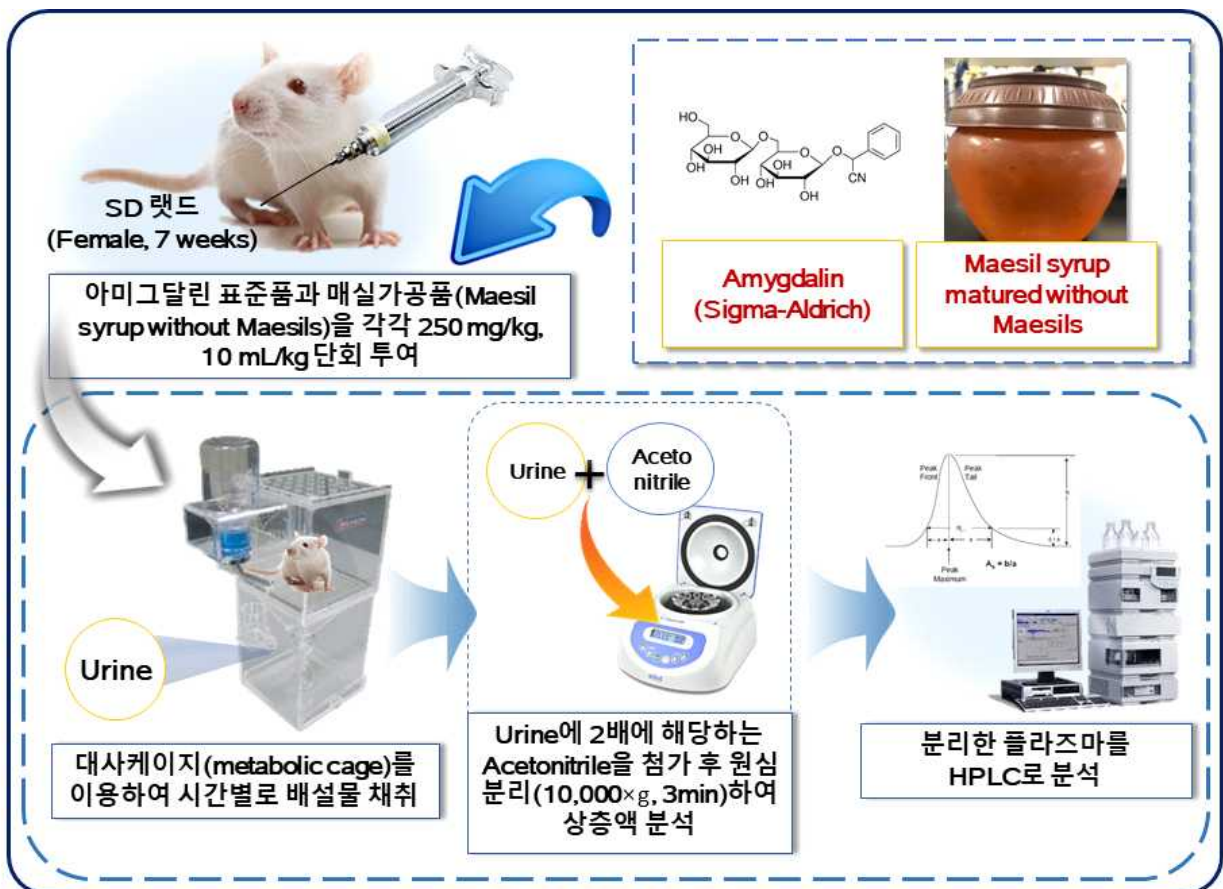 SD 랫드
(Female, 7 weeks)
아미그달린 표준품과 매실가공품(Maesil
syrup without Maesils)을 각각 250 mg/kg,
10 mL/kg 단회 투여
HO
O
O
OH
HO
OH
O
O
OH
HO
OH
O
CN
Amygdalin
(Sigma-Aldrich)
Maesil syrup
matured without
Maesils
Urine
대사케이지(metabolic cage)를
이용하여 시간별로 배설물 채취
Urine
+
Aceto
nitrile
Urine에 2배에 해당하는
Acetonitrile을 첨가 후 원심
분리(10,000×g, 3min)하여
상층액 분석
Peak
Front
Peak
Tail
Peak
Maximum
As = b/a
분리한 플라즈마를
HPLC로 분석